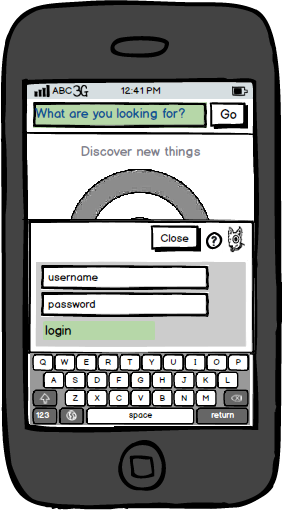 ABC 3G 12:41 PM
What are you looking for? Go
Discover new things
Close ?
username
password
login
Q W E R T Y U I O P
A S D F G H J K L
Z X C V B N M
123 space return